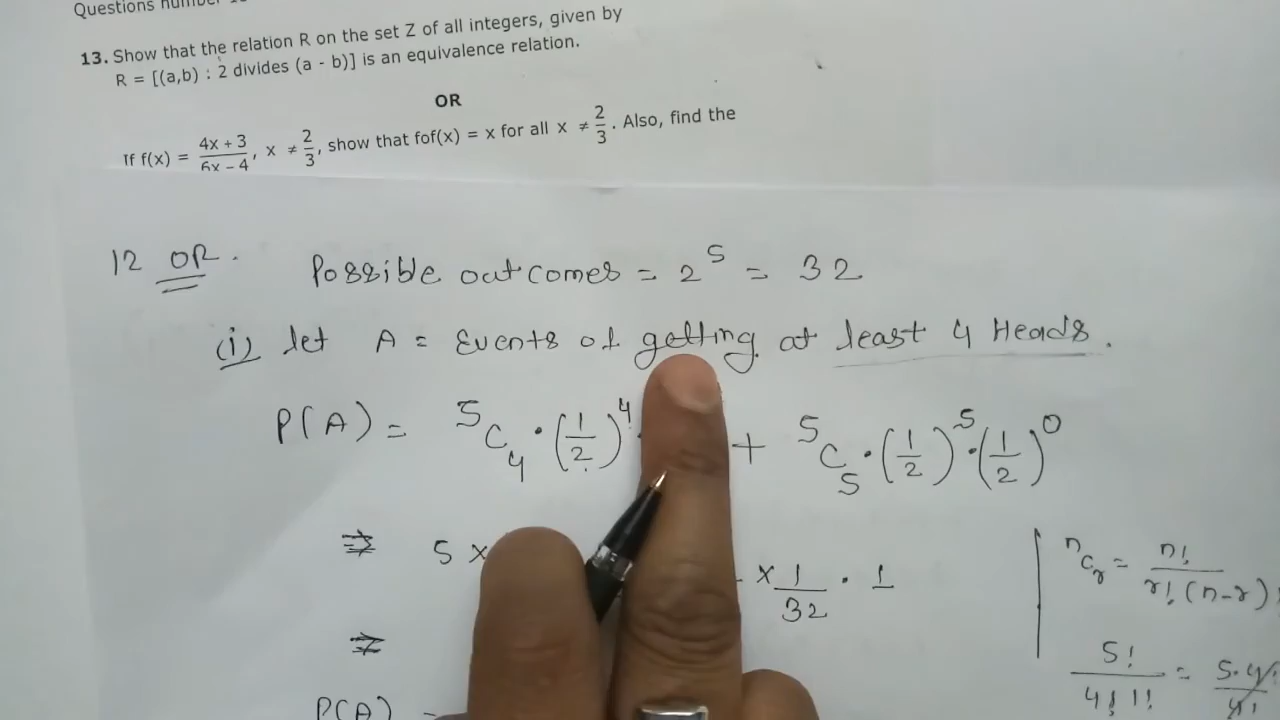 Questions number
13. Show that the relation R on the set Z of all integers, given by
R = [(a,b) : 2 divides (a - b)] is an equivalence relation.
OR
If f(x) = (4x + 3)/(6x - 4), x ≠ 2/3, show that fof(x) = x for all x ≠ 2/3. Also, find the
12 OR. Possible outcomes = 2^5 = 32
(i) let A = Events of getting at least 4 Heads.
P(A) = 5C4 · (1/2)^4 + 5C5 · (1/2)^5 · (1/2)^0
⇒ 5 × × 1/32 · 1
nCr = n!/r!(n-r)!
⇒
5!/4!1! = 5·4!/4!
P(A) =